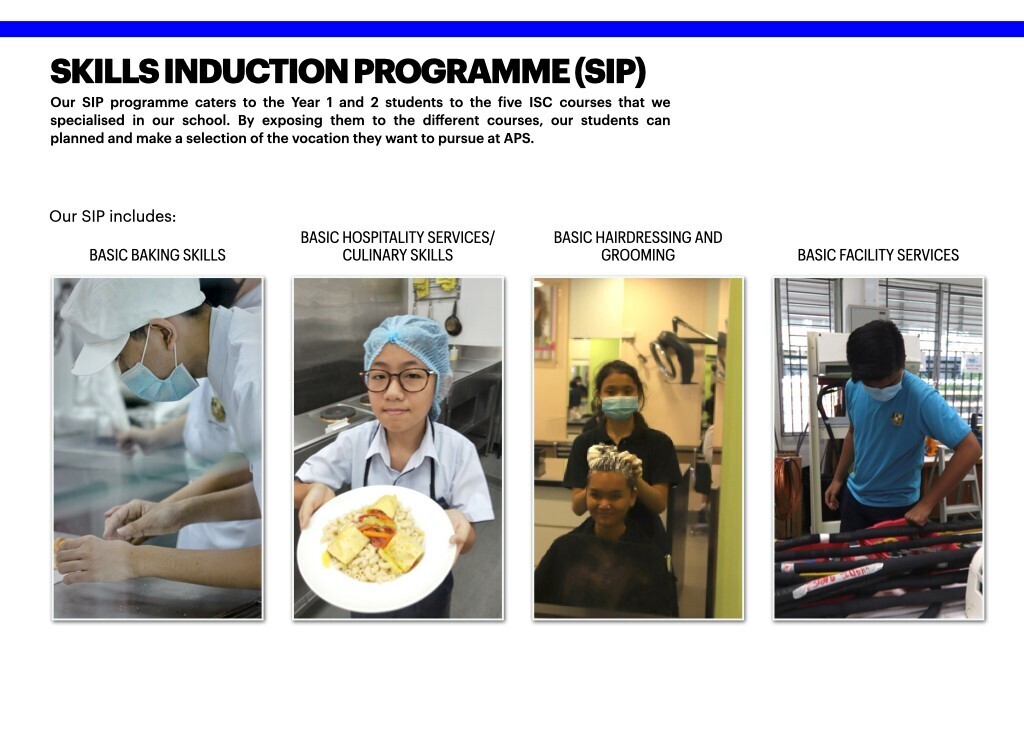 SKILLS INDUCTION PROGRAMME (SIP)
Our SIP programme caters to the Year 1 and 2 students to the five ISC courses that we
specialised in our school. By exposing them to the different courses, our students can
planned and make a selection of the vocation they want to pursue at APS.
Our SIP includes:
BASIC BAKING SKILLS
BASIC HOSPITALITY SERVICES/
CULINARY SKILLS
BASIC HAIRDRESSING AND
GROOMING
BASIC FACILITY SERVICES